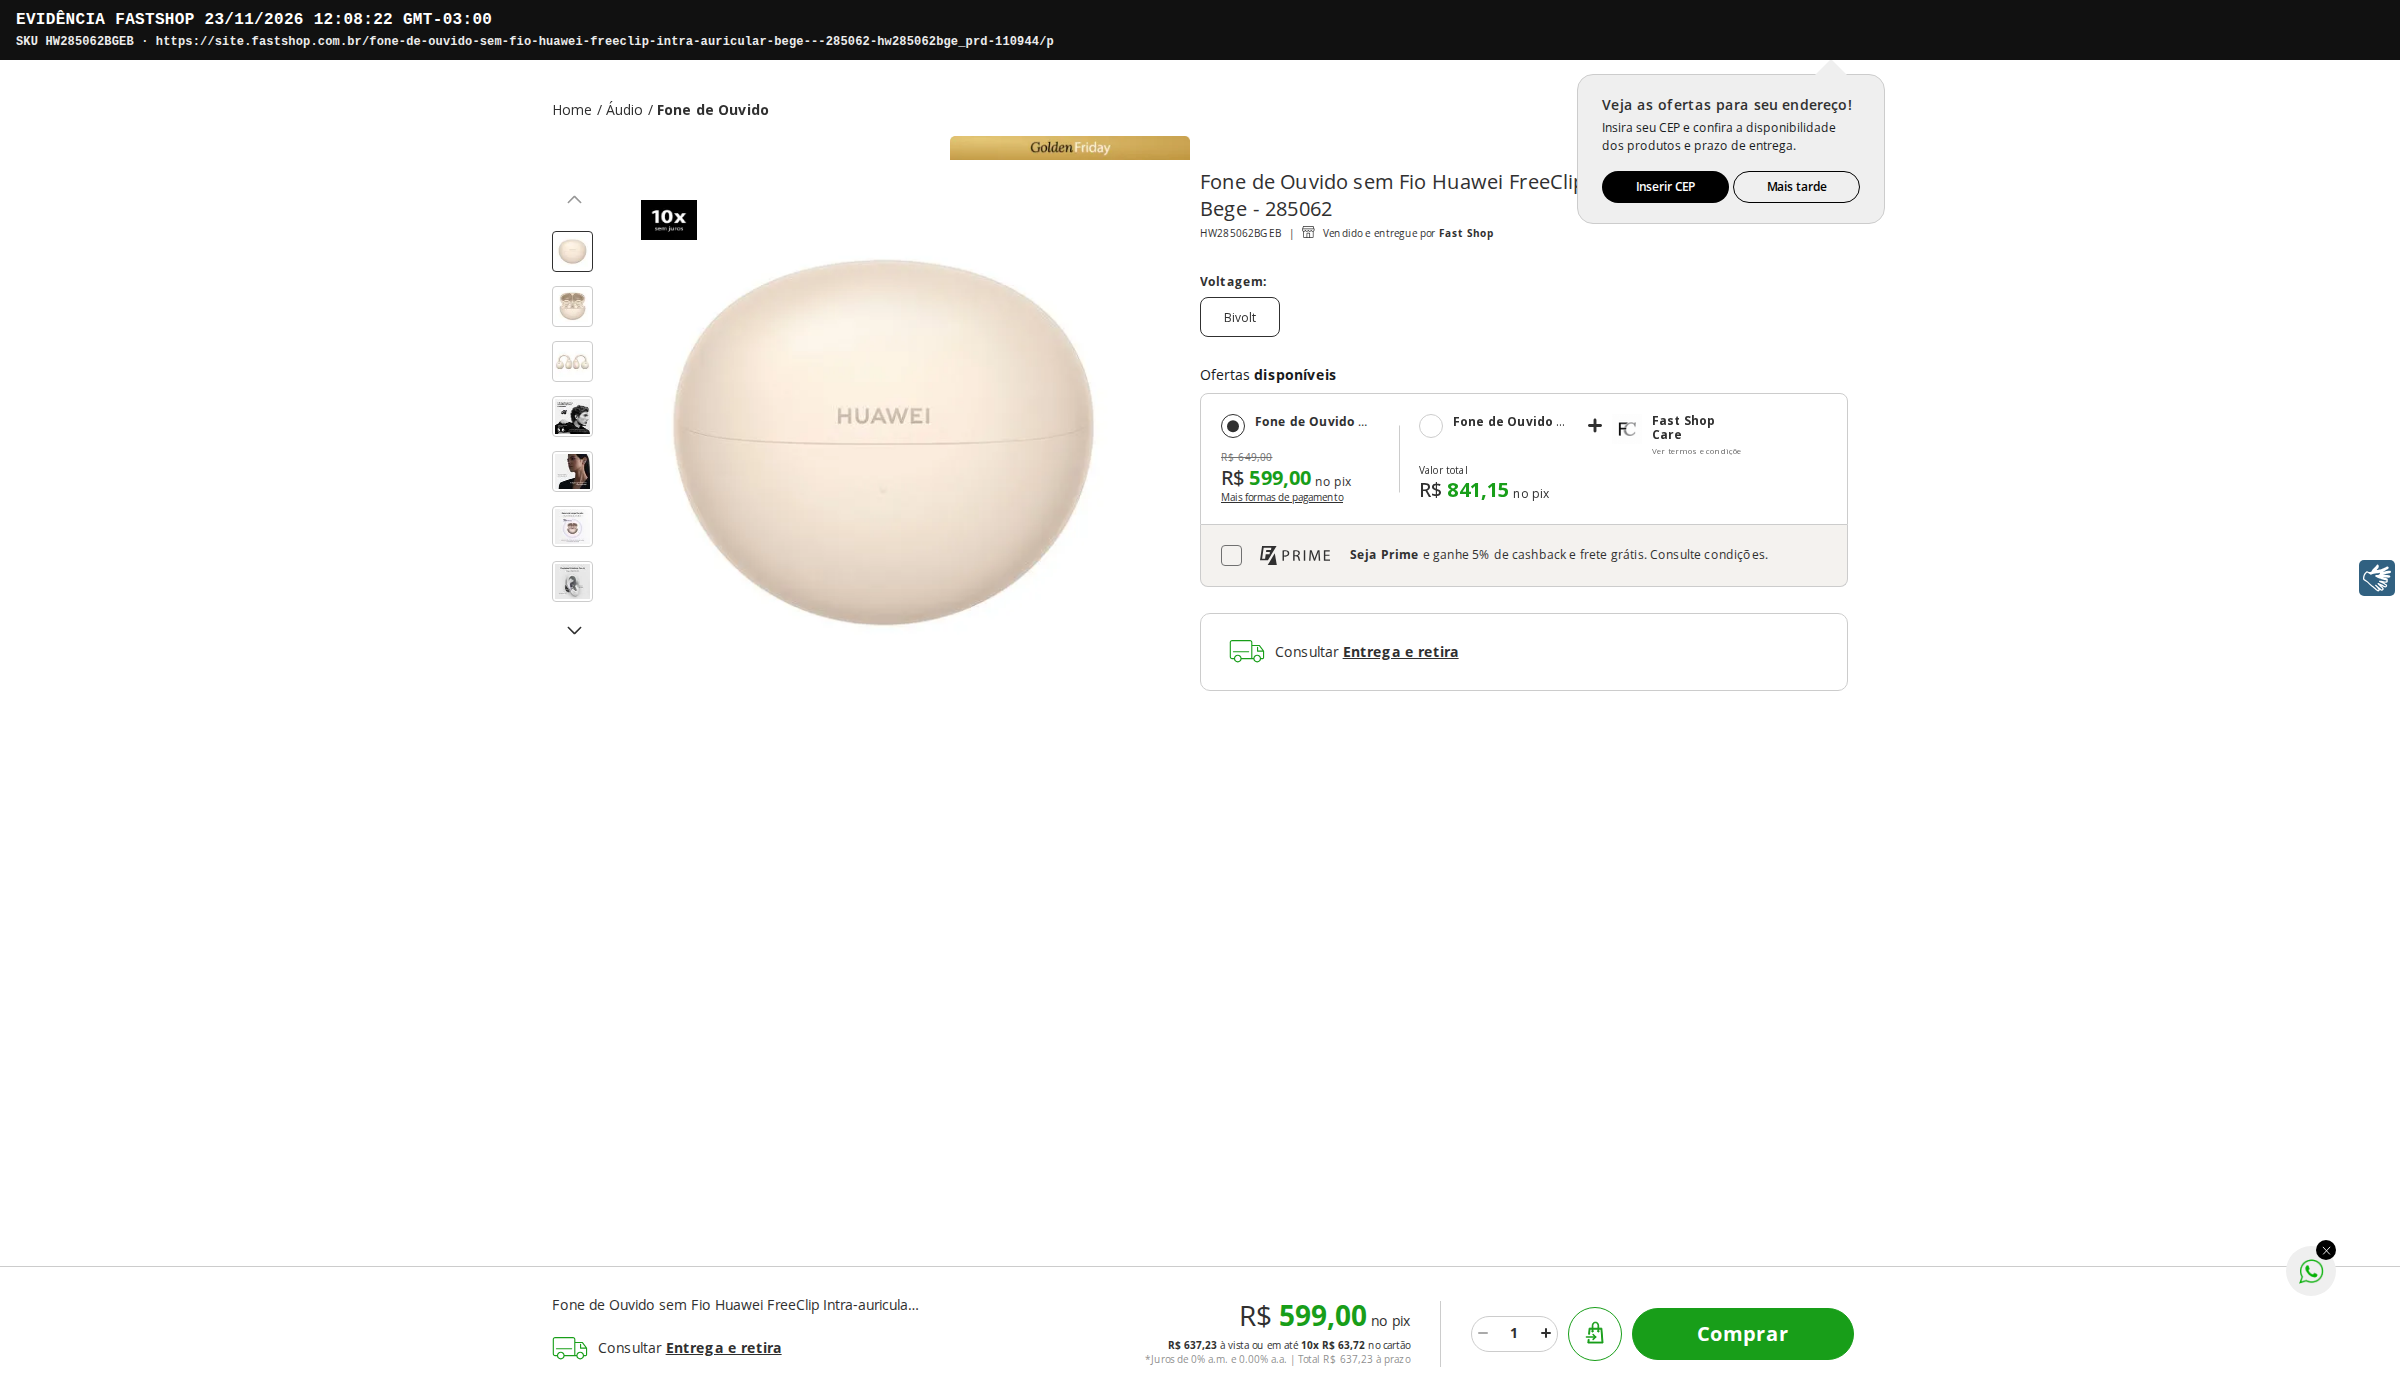 EVIDÊNCIA FASTSHOP 23/11/2026 12:08:22 GMT-03:00
SKU HW285062BGEB · https://site.fastshop.com.br/fone-de-ouvido-sem-fio-huawei-freeclip-intra-auricular-bege---285062-hw285062bge_prd-110944/p
Veja as ofertas para seu endereço!
Insira seu CEP e confira a disponibilidade
dos produtos e prazo de entrega.
Inserir CEP
Mais tarde
Home / Áudio / Fone de Ouvido
Golden Friday
10x
sem juros
HUAWEI
Fone de Ouvido sem Fio Huawei FreeClip
Bege - 285062
HW285062BGEB | Vendido e entregue por Fast Shop
Voltagem:
Bivolt
Ofertas disponíveis
Fone de Ouvido ...
R$ 649,00
R$ 599,00 no pix
Mais formas de pagamento
Fone de Ouvido ...
+
FC
Fast Shop
Care
Ver termos e condiçõe
Valor total
R$ 841,15 no pix
PRIME
Seja Prime e ganhe 5% de cashback e frete grátis. Consulte condições.
Consultar Entrega e retira
Fone de Ouvido sem Fio Huawei FreeClip Intra-auricula...
Consultar Entrega e retira
R$ 599,00 no pix
R$ 637,23 à vista ou em até 10x R$ 63,72 no cartão
*Juros de 0% a.m. e 0.00% a.a. | Total R$ 637,23 à prazo
1
Comprar